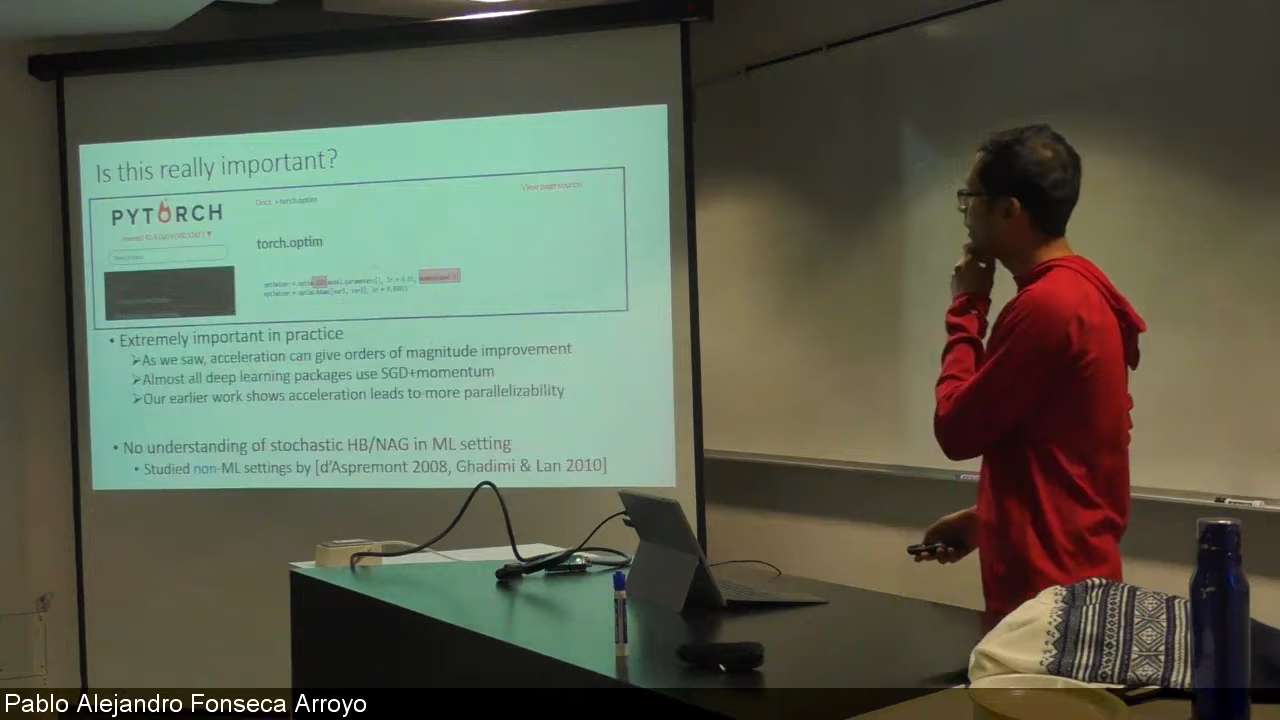 Is this really important?
View page source
PYTORCH
Docs » torch.optim
torch.optim
• Extremely important in practice
➢As we saw, acceleration can give orders of magnitude improvement
➢Almost all deep learning packages use SGD+momentum
➢Our earlier work shows acceleration leads to more parallelizability
• No understanding of stochastic HB/NAG in ML setting
• Studied non-ML settings by [d'Aspremont 2008, Ghadimi & Lan 2010]
Pablo Alejandro Fonseca Arroyo